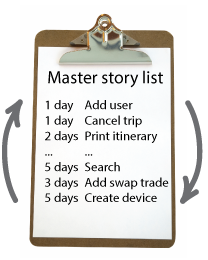 Master story list
1 day Add user
1 day Cancel trip
2 days Print itinerary
... ...
5 days Search
3 days Add swap trade
5 days Create device